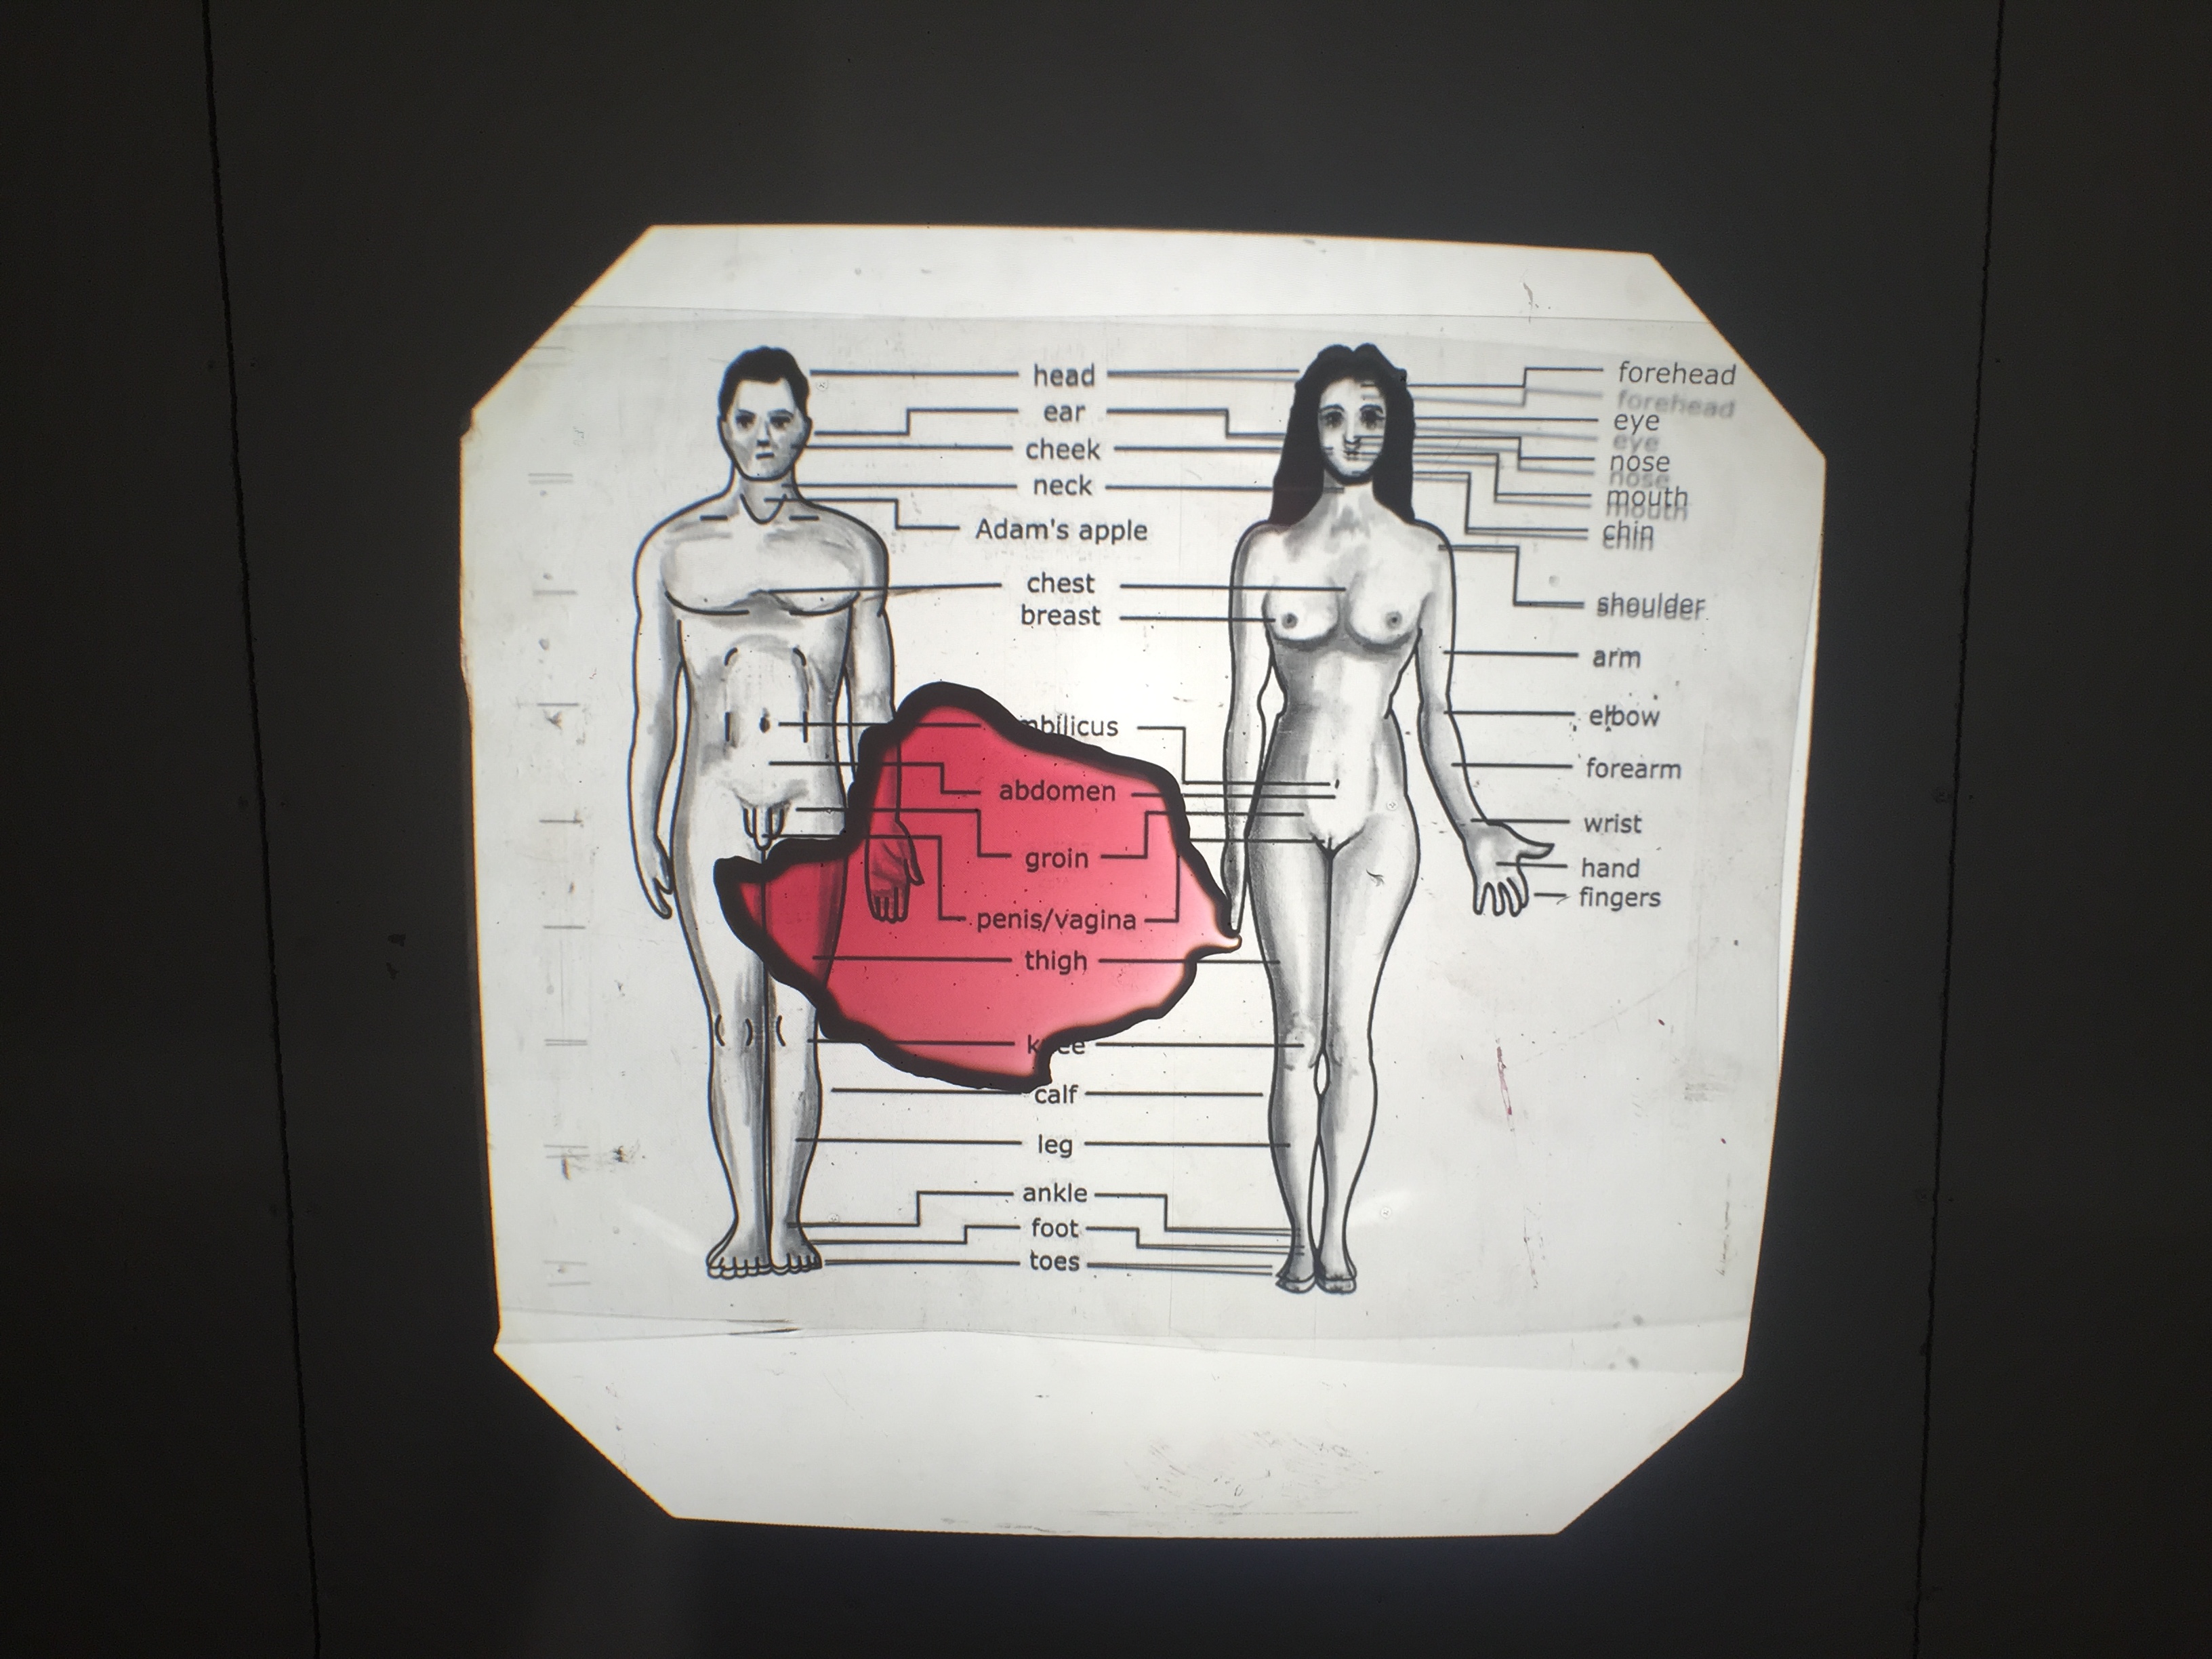 head
ear
cheek
neck
Adam's apple
chest
breast
abdomen
groin
penis/vagina
thigh
calf
leg
ankle
foot
toes
forehead
forehead
eye
eye
nose
nose
mouth
mouth
chin
chin
shoulder
shoulder
arm
elbow
forearm
wrist
hand
fingers